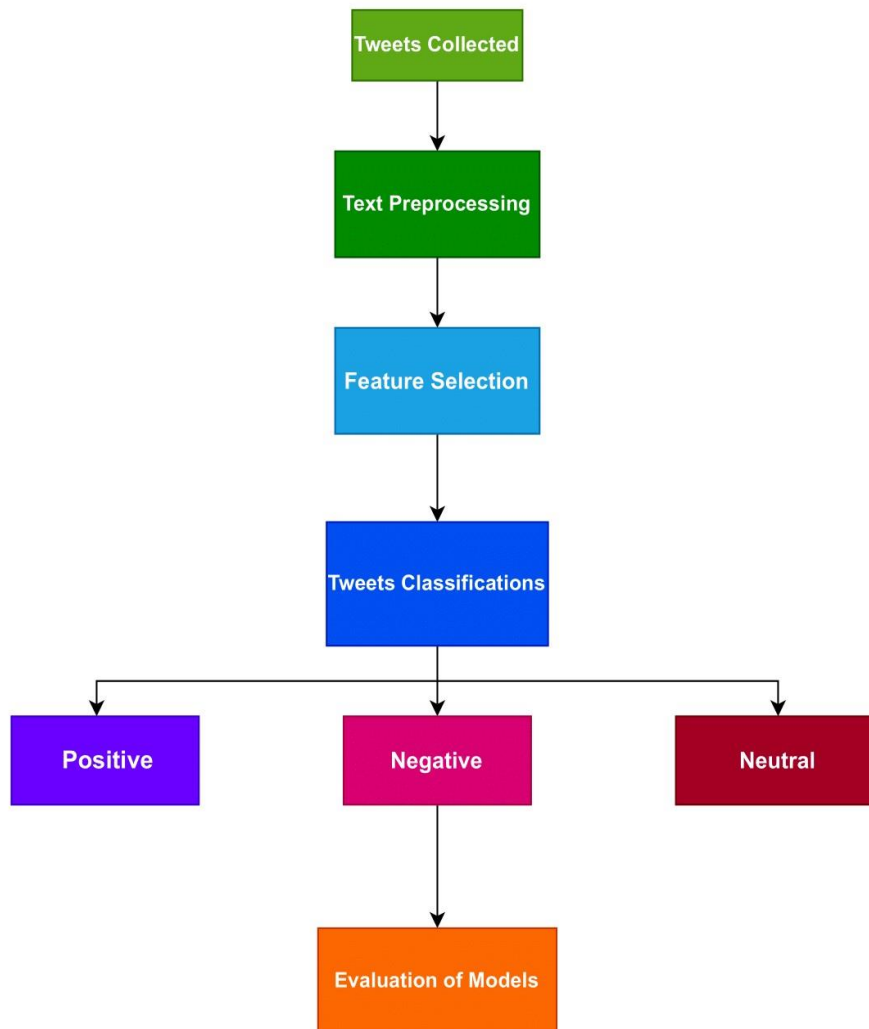 Tweets Collected
Text Preprocessing
Feature Selection
Tweets Classifications
Positive
Negative
Neutral
Evaluation of Models